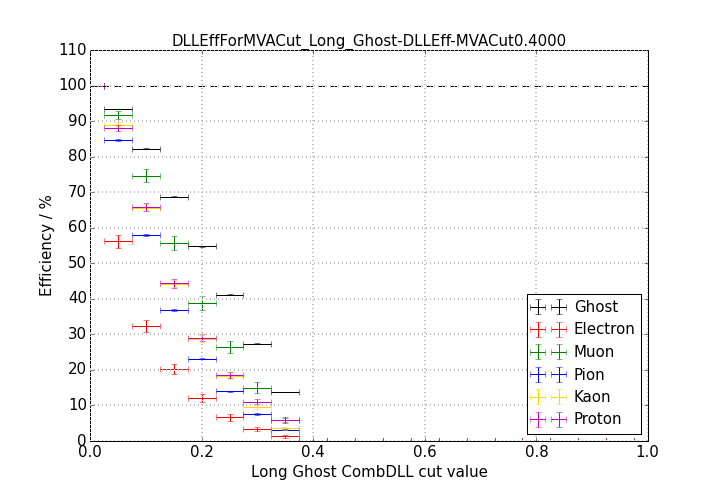 DLLEffForMVACut_Long_Ghost-DLLEff-MVACut0.4000
110
100
90
80
70
60
50
40
30
20
10
0
Efficiency / %
Ghost
Electron
Muon
Pion
Kaon
Proton
0.0 0.2 0.4 0.6 0.8 1.0
Long Ghost CombDLL cut value